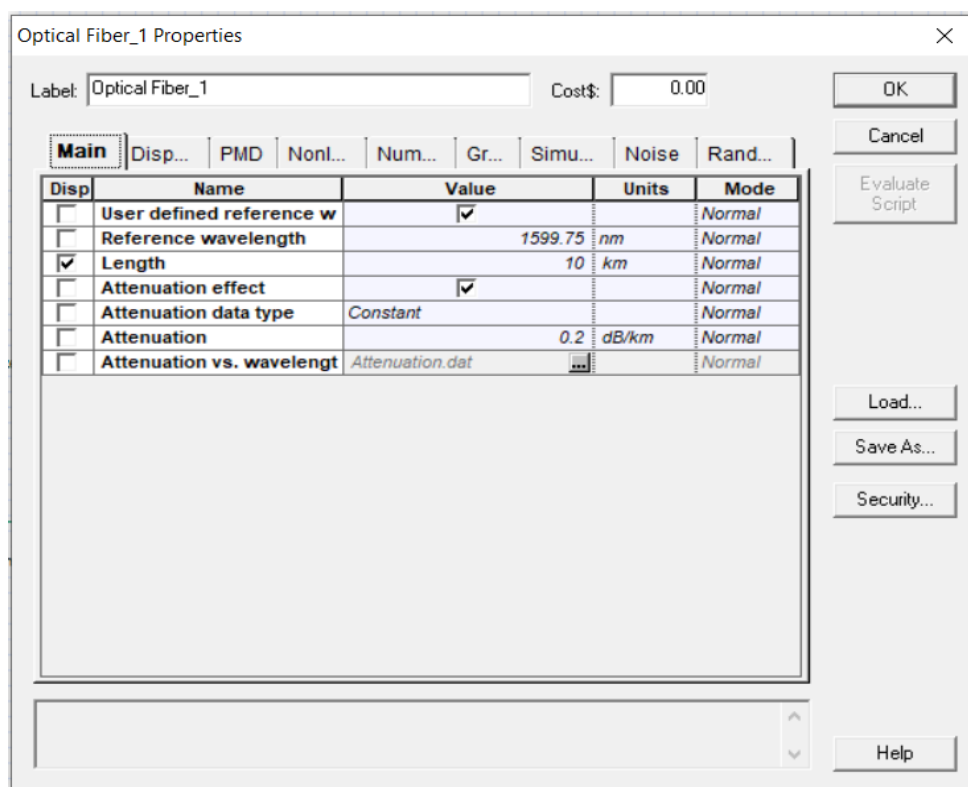 Optical Fiber_1 Properties
Label: Optical Fiber_1 Cost$: 0.00 OK
Cancel
Main Disp... PMD Nonl... Num... Gr... Simu... Noise Rand...
Evaluate Script
Disp Name Value Units Mode
User defined reference w Normal
Reference wavelength 1599.75 nm Normal
Length 10 km Normal
Attenuation effect Normal
Attenuation data type Constant Normal
Attenuation 0.2 dB/km Normal
Attenuation vs. wavelengt Attenuation.dat ... Normal
Load...
Save As...
Security...
Help